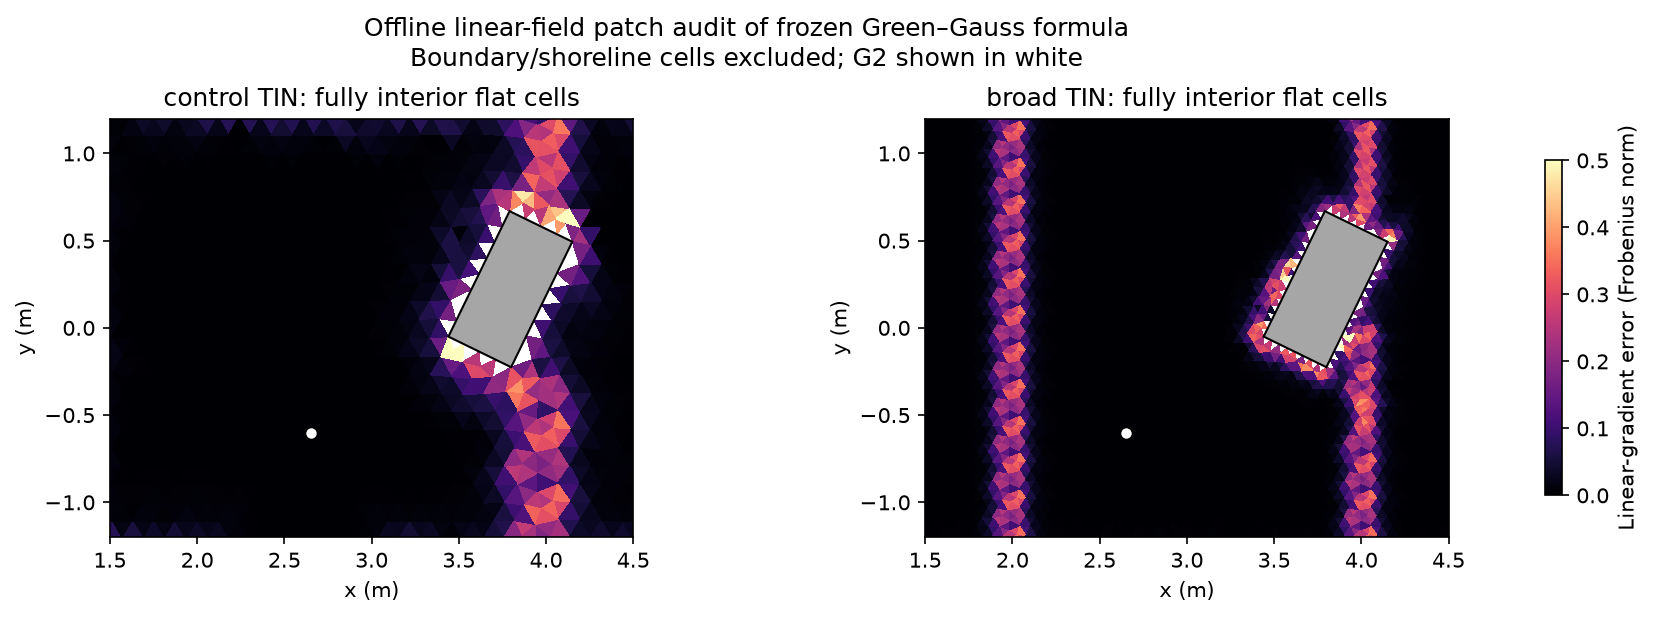 Offline linear-field patch audit of frozen Green–Gauss formula
Boundary/shoreline cells excluded; G2 shown in white
control TIN: fully interior flat cells
1.0
0.5
0.0
−0.5
−1.0
y (m)
1.5 2.0 2.5 3.0 3.5 4.0 4.5
x (m)
broad TIN: fully interior flat cells
1.0
0.5
0.0
−0.5
−1.0
y (m)
1.5 2.0 2.5 3.0 3.5 4.0 4.5
x (m)
0.5
0.4
0.3
0.2
0.1
0.0
Linear-gradient error (Frobenius norm)